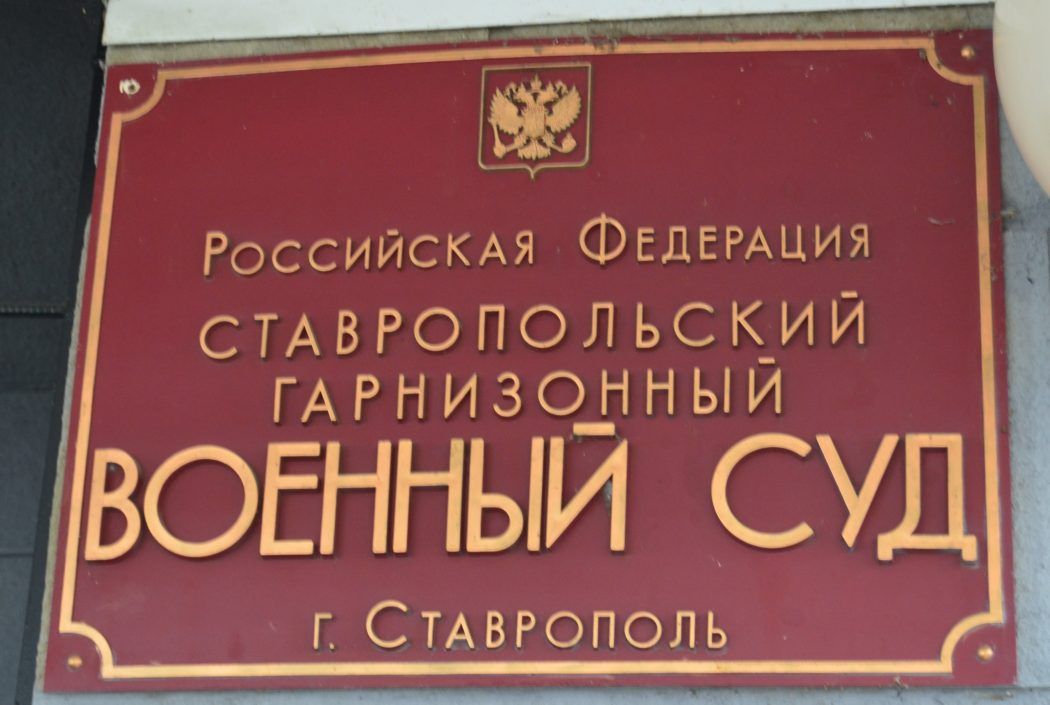 Российская Федерация
СТАВРОПОЛЬСКИЙ
ГАРНИЗОННЫЙ
ВОЕННЫЙ СУД
г. Ставрополь